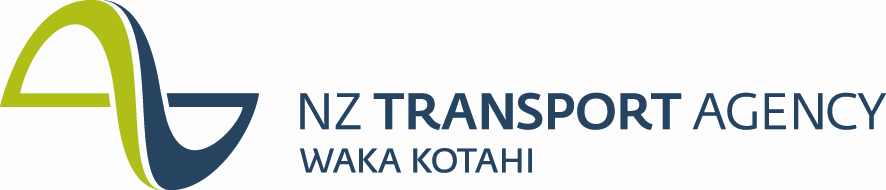 NZ TRANSPORT AGENCY
WAKA KOTAHI